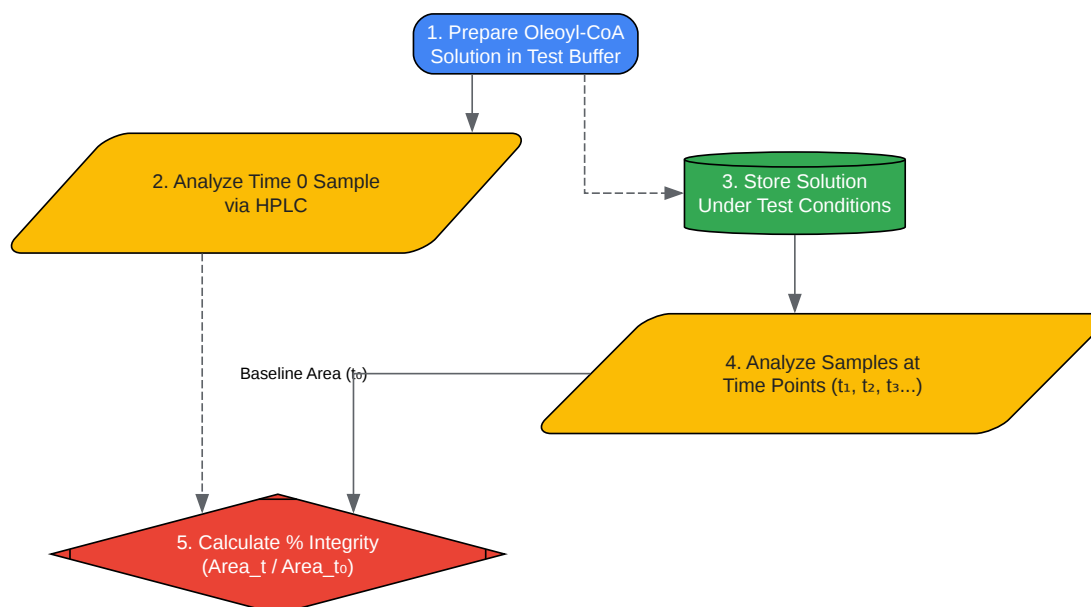 1. Prepare Oleoyl-CoA
Solution in Test Buffer
2. Analyze Time 0 Sample
via HPLC
3. Store Solution
Under Test Conditions
4. Analyze Samples at
Time Points (t₁, t₂, t₃...)
Baseline Area (t₀)
5. Calculate % Integrity
(Area_t / Area_t₀)